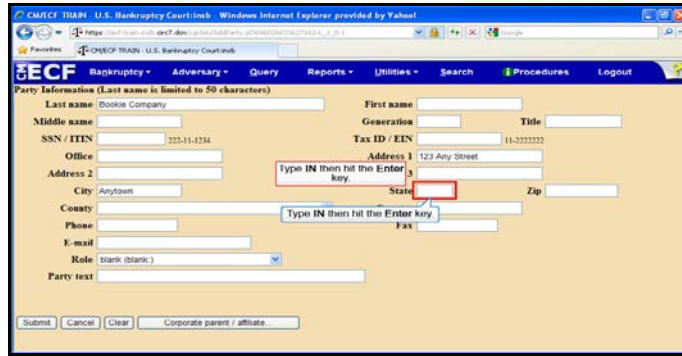 CM/ECF TRAIN - U.S. Bankruptcy Court:insb - Windows Internet Explorer provided by Yahoo!
Google
Favorites CM/ECF TRAIN - U.S. Bankruptcy Court:insb
ECF Bankruptcy Adversary Query Reports Utilities Search Procedures Logout ?
Party Information (Last name is limited to 50 characters)
Last name Bookie Company First name
Middle name Generation Title
SSN / ITIN 222-11-1234 Tax ID / EIN 11-2222222
Office Address 1 123 Any Street
Address 2 3
Type IN then hit the Enter key.
City Anytown State Zip
County
Type IN then hit the Enter key.
Phone Fax
E-mail
Role blank (blank:)
Party text
Submit Cancel Clear Corporate parent / affiliate...